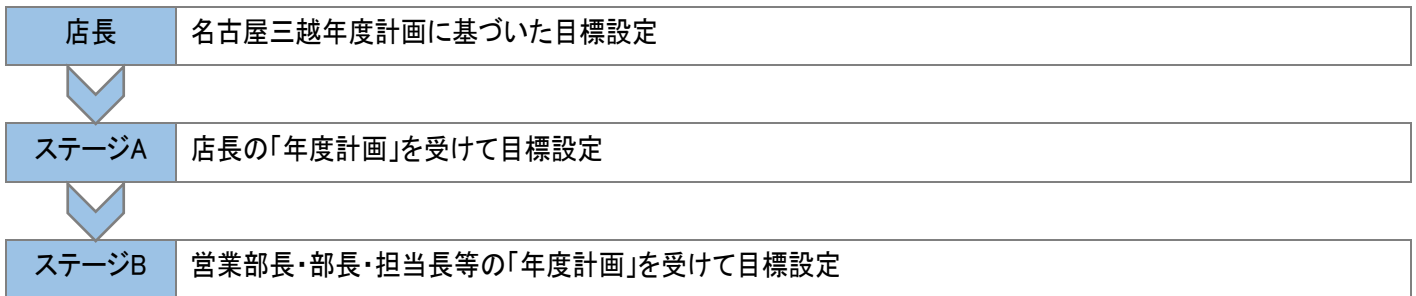 店長 名古屋三越年度計画に基づいた目標設定
ステージA 店長の｢年度計画｣を受けて目標設定
ステージB 営業部長･部長･担当長等の｢年度計画｣を受けて目標設定